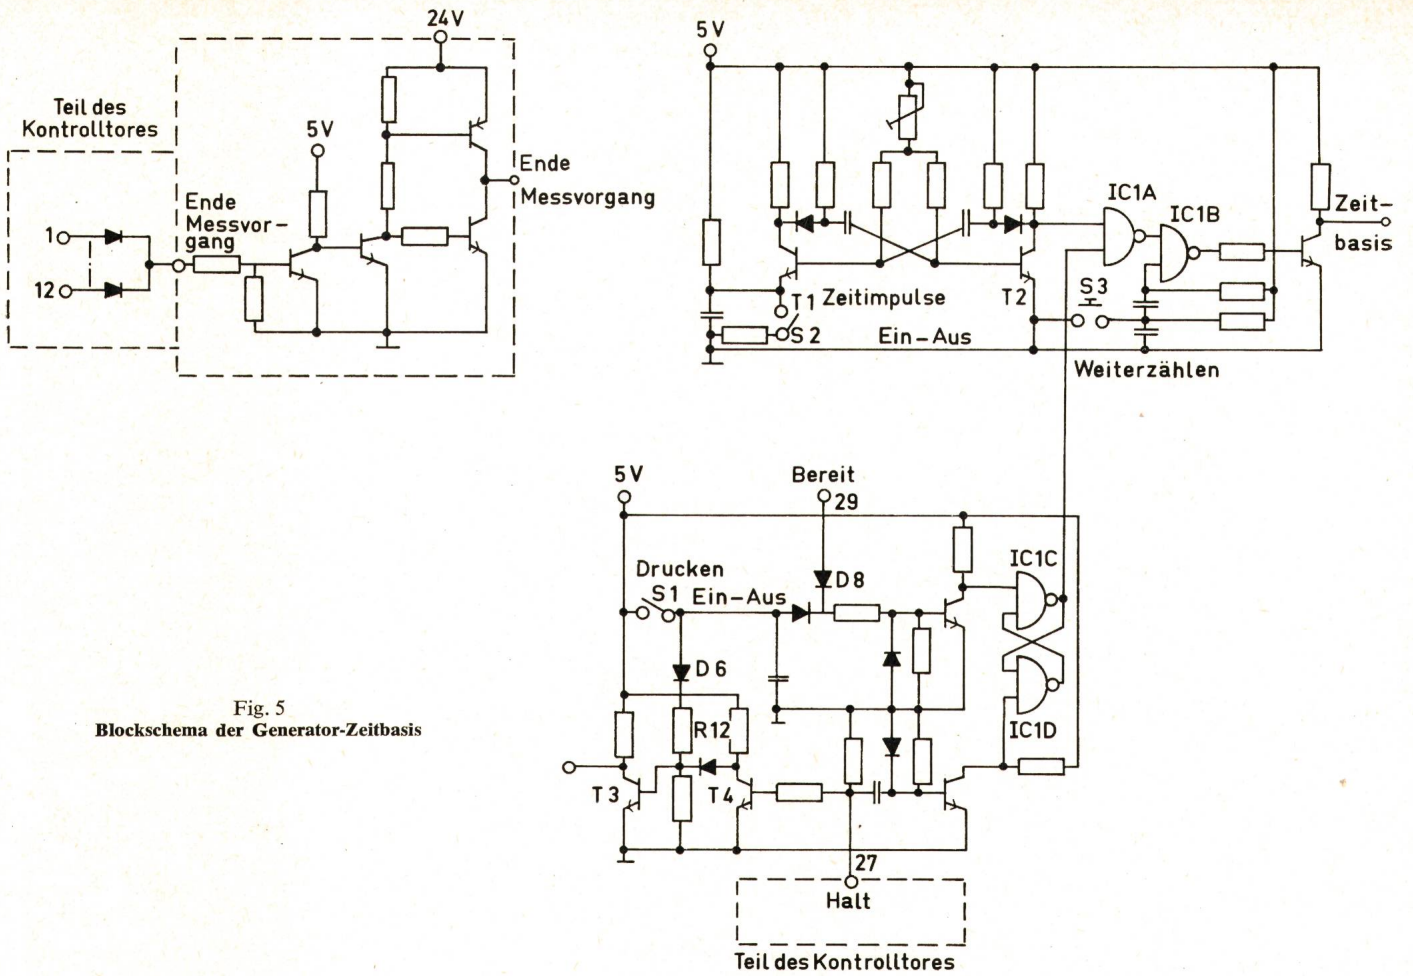 24V
Teil des
Kontrolltores
5V
Ende
Messvorgang
Ende
Messvor-
gang
1
12
5V
IC1A
IC1B
Zeit-
basis
T1 Zeitimpulse
T2
S3
S2
Ein-Aus
Weiterzählen
5V
Bereit
29
Drucken
S1 Ein-Aus
D8
IC1C
D6
R12
IC1D
T3
T4
27
Halt
Teil des Kontrolltores
Fig. 5
Blockschema der Generator-Zeitbasis